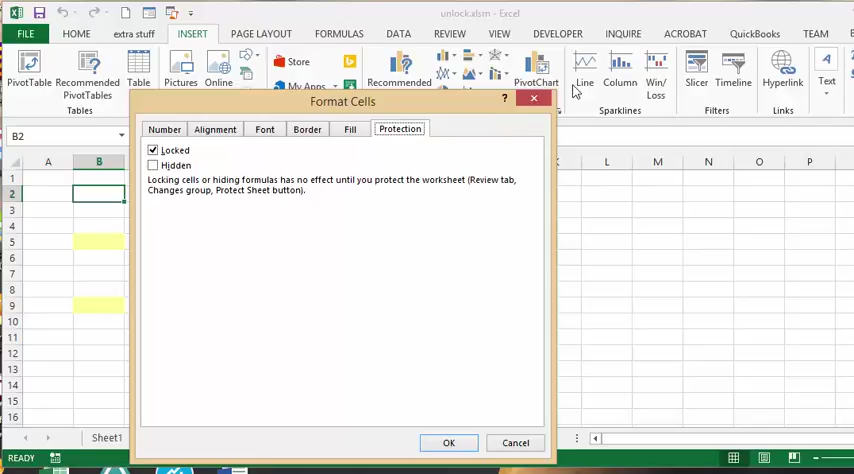 unlock.xlsm - Excel
FILE HOME extra stuff INSERT PAGE LAYOUT FORMULAS DATA REVIEW VIEW DEVELOPER INQUIRE ACROBAT QuickBooks TEAM
PivotTable Recommended PivotTables Table Pictures Online Store My Apps Recommended PivotChart Line Column Win/ Loss Slicer Timeline Hyperlink Text
Tables Sparklines Filters Links
Format Cells ?
B2
Number Alignment Font Border Fill Protection
A B L M N O P
Locked
Hidden
Locking cells or hiding formulas has no effect until you protect the worksheet (Review tab,
Changes group, Protect Sheet button).
1
2
3
4
5
6
7
8
9
10
11
12
13
14
15
16
Sheet1
OK Cancel
READY